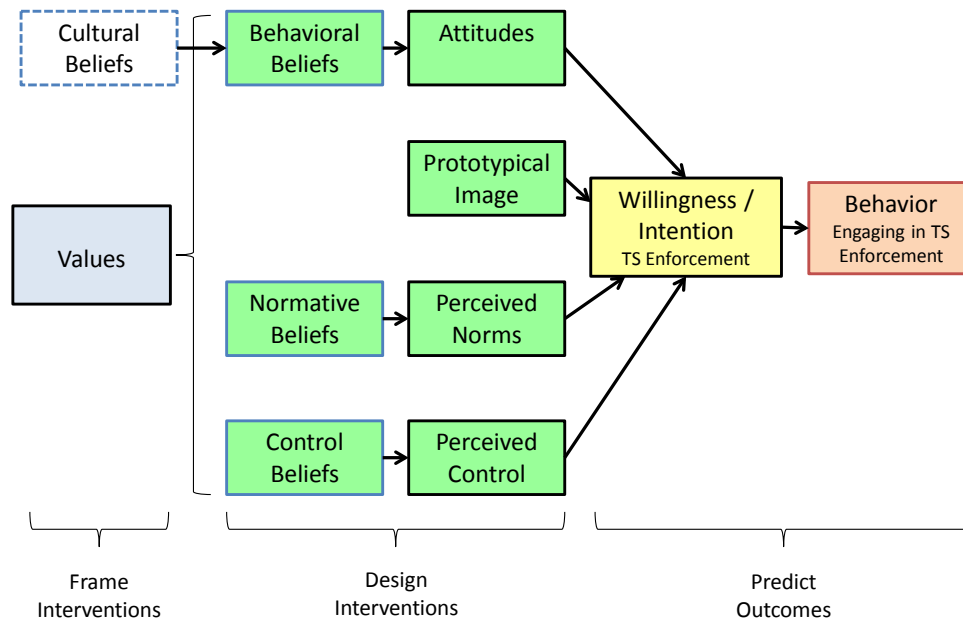 Cultural
Beliefs
Behavioral
Beliefs
Attitudes
Prototypical
Image
Values
Willingness /
Intention
TS Enforcement
Behavior
Engaging in TS
Enforcement
Normative
Beliefs
Perceived
Norms
Control
Beliefs
Perceived
Control
Frame
Interventions
Design
Interventions
Predict
Outcomes